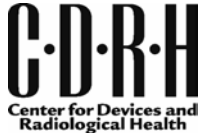 C·D·R·H
Center for Devices and
Radiological Health